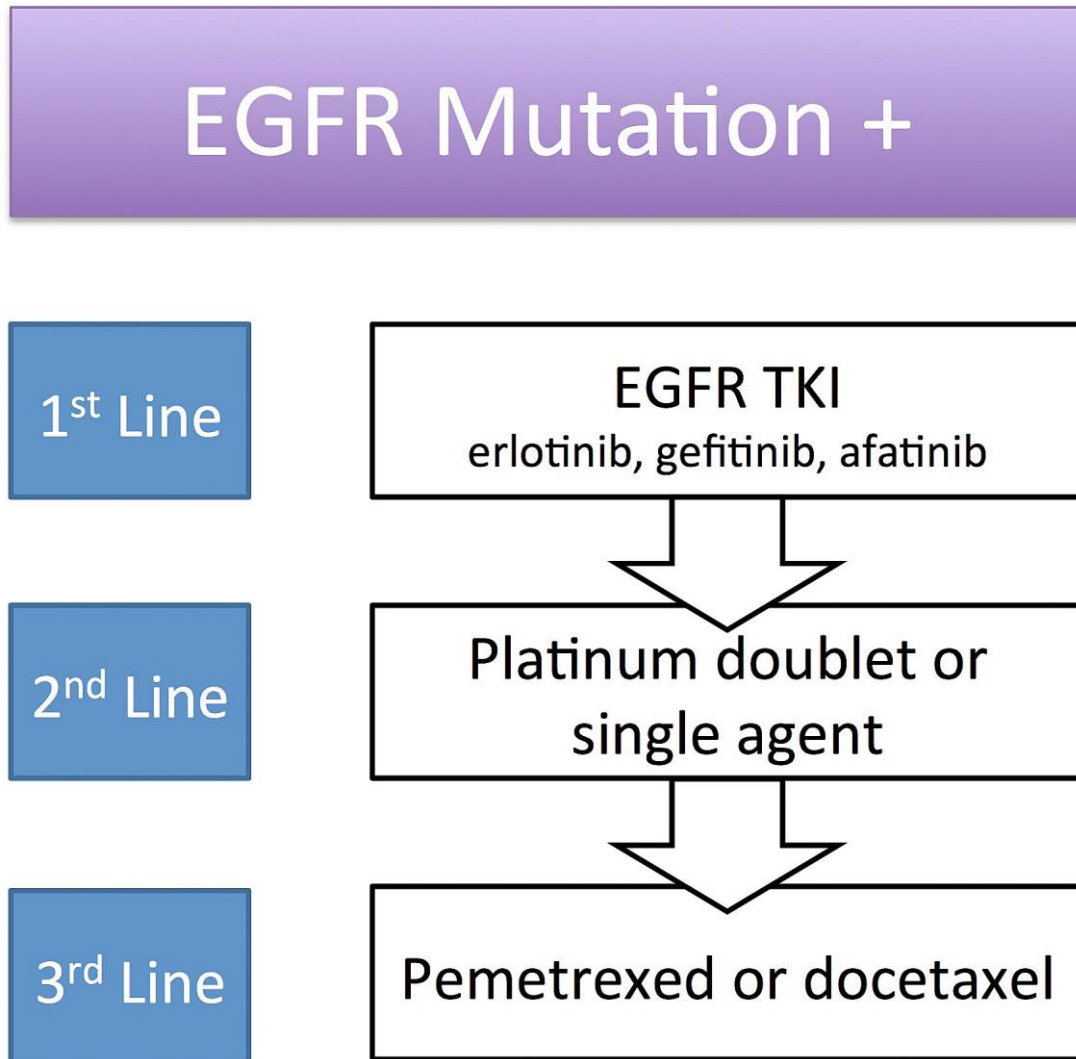 EGFR Mutation +
1st Line
EGFR TKI
erlotinib, gefitinib, afatinib
2nd Line
Platinum doublet or
single agent
3rd Line
Pemetrexed or docetaxel